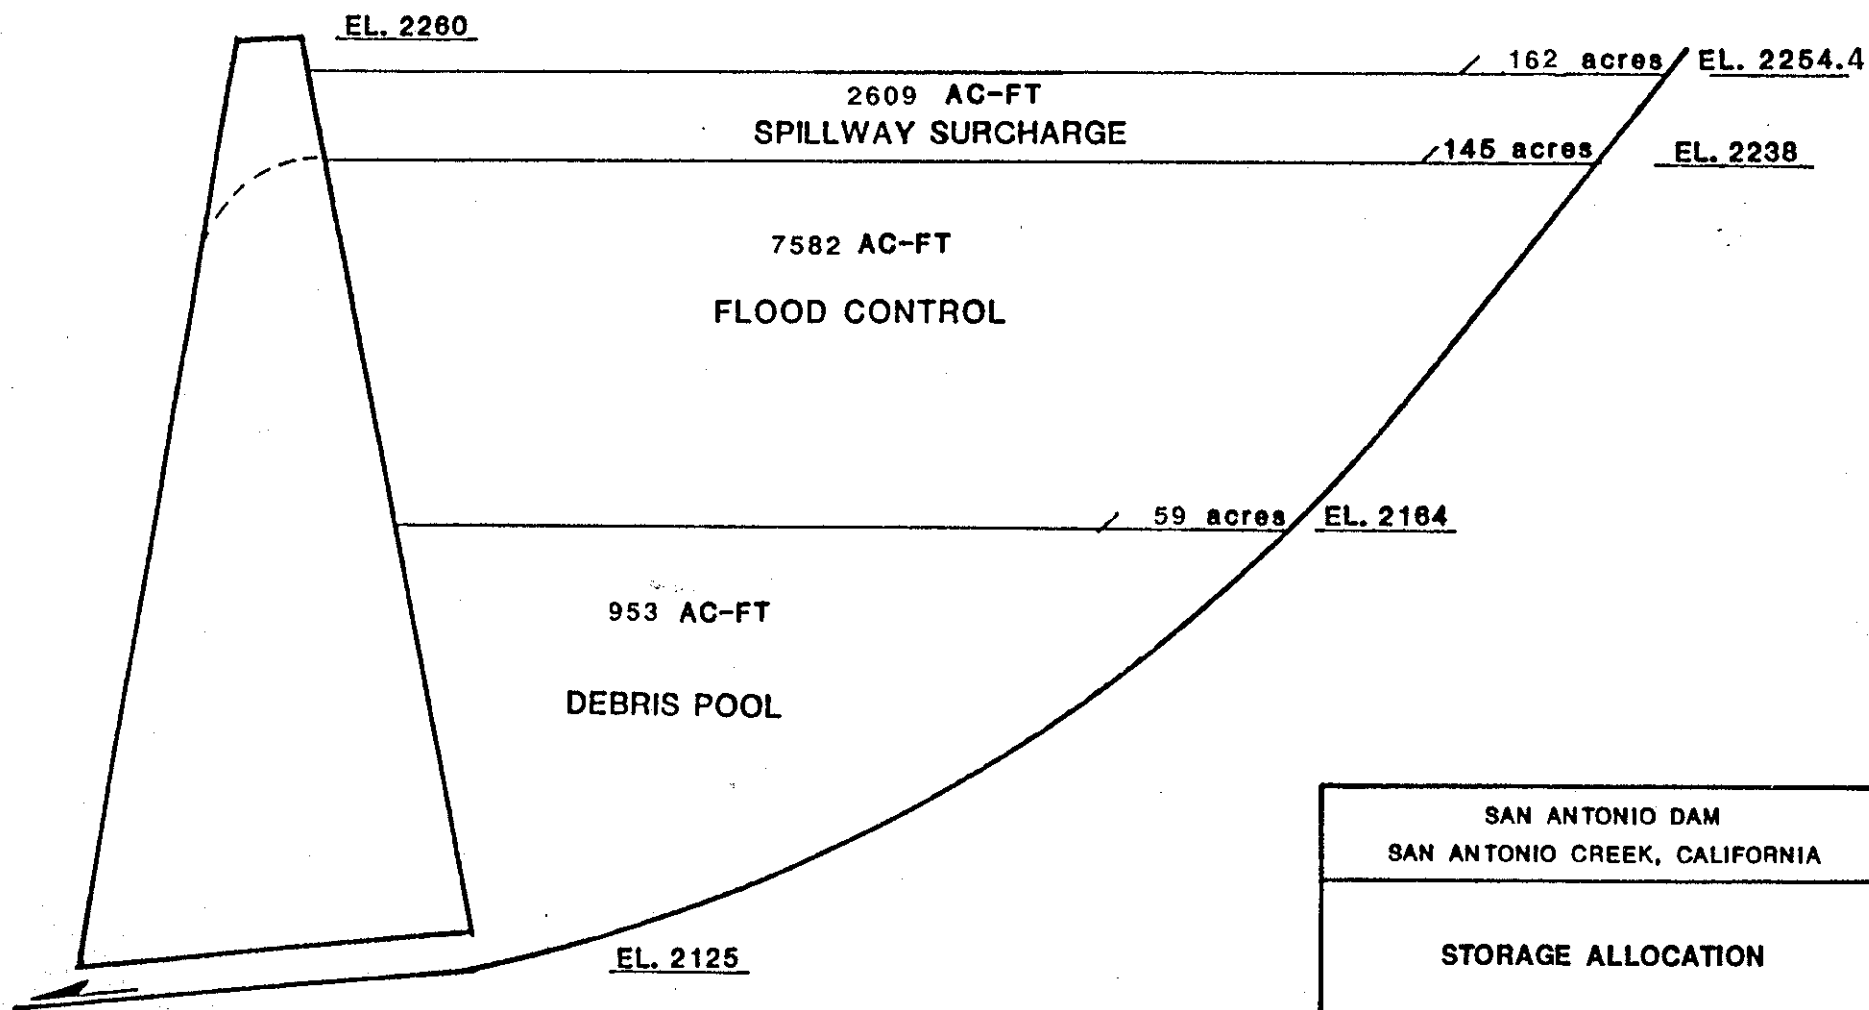 EL. 2260
162 acres EL. 2254.4
2609 AC-FT
SPILLWAY SURCHARGE
145 acres EL. 2238
7582 AC-FT
FLOOD CONTROL
59 acres EL. 2164
953 AC-FT
DEBRIS POOL
EL. 2125
SAN ANTONIO DAM
SAN ANTONIO CREEK, CALIFORNIA
STORAGE ALLOCATION